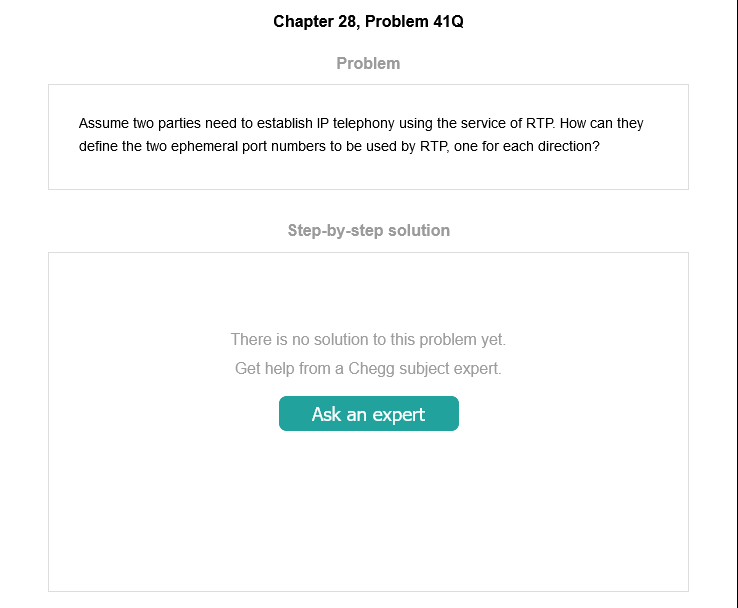 Chapter 28, Problem 41Q
Problem
Assume two parties need to establish IP telephony using the service of RTP. How can they
define the two ephemeral port numbers to be used by RTP, one for each direction?
Step-by-step solution
There is no solution to this problem yet.
Get help from a Chegg subject expert.
Ask an expert